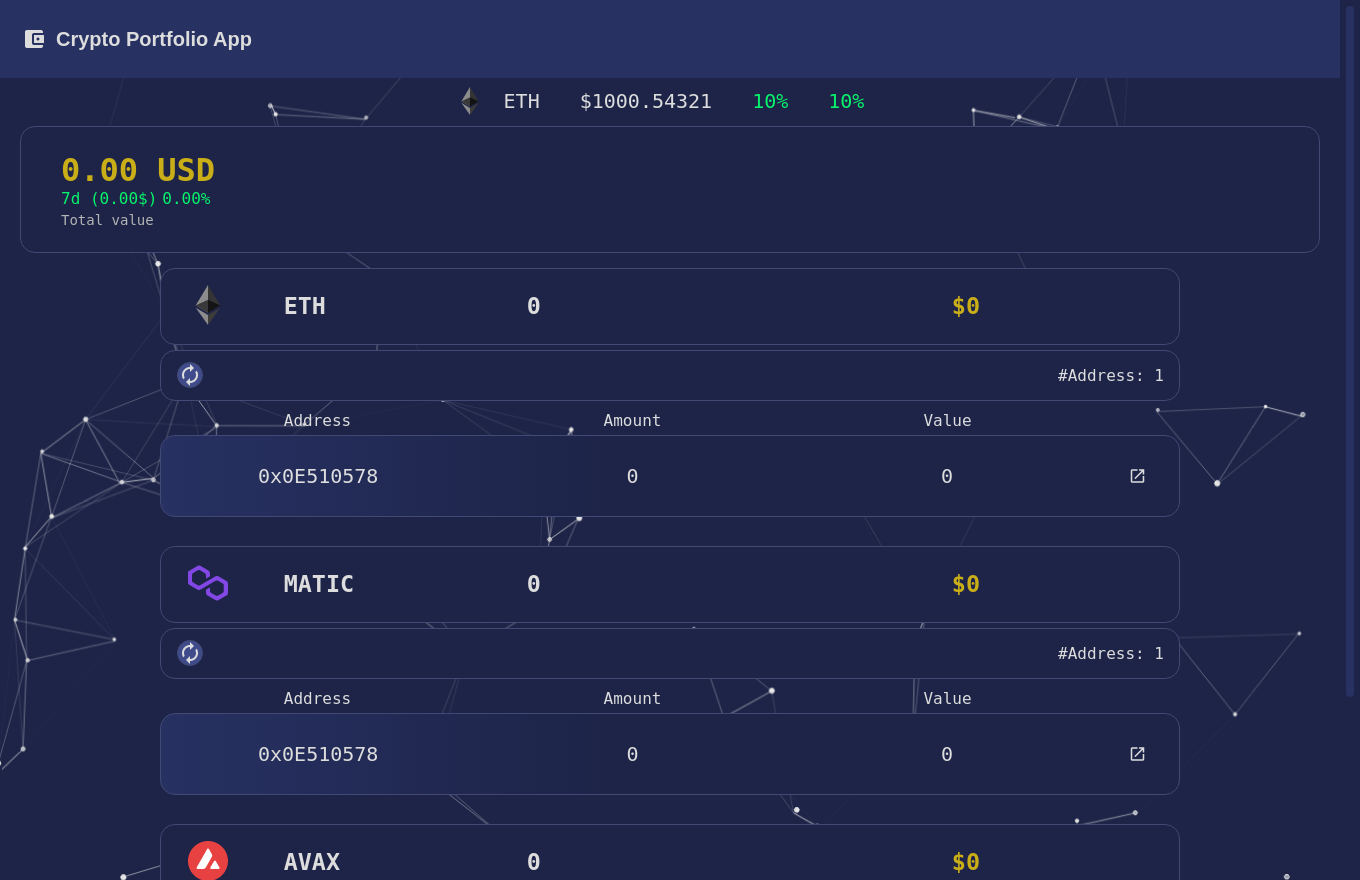 Crypto Portfolio App
ETH $1000.54321 10% 10%
0.00 USD
7d (0.00$) 0.00%
Total value
ETH 0 $0
#Address: 1
Address Amount Value
0x0E510578 0 0
MATIC 0 $0
#Address: 1
Address Amount Value
0x0E510578 0 0
AVAX 0 $0